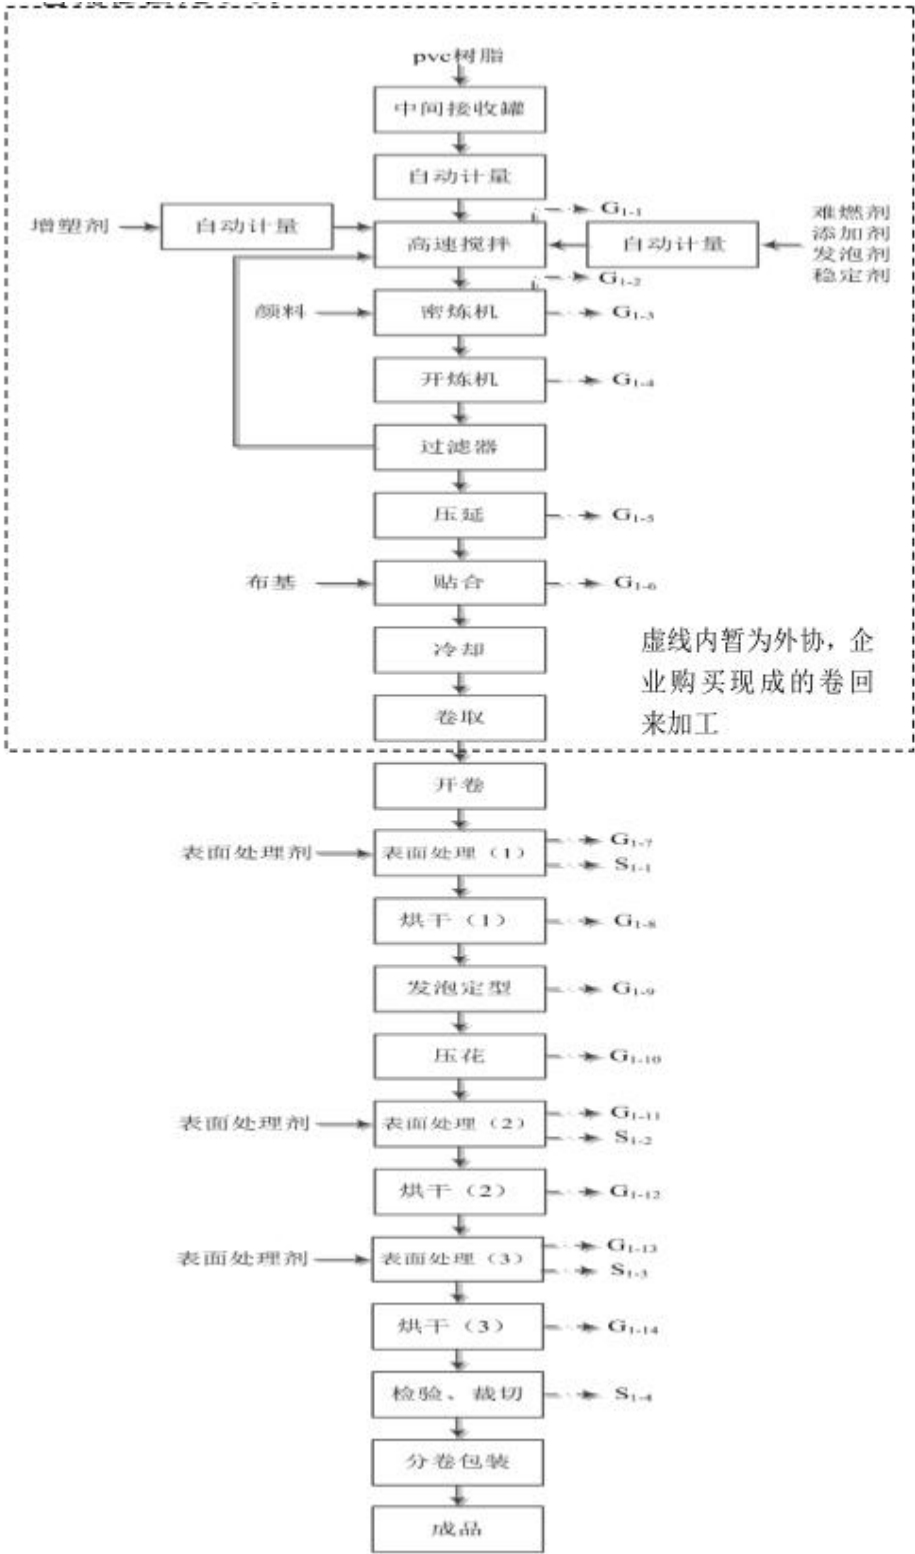 pvc树脂
中间接收罐
自动计量
G₁₋₁
增塑剂
自动计量
高速搅拌
自动计量
难燃剂
添加剂
发泡剂
稳定剂
G₁₋₂
颜料
密炼机
G₁₋₃
开炼机
G₁₋₄
过滤器
压延
G₁₋₅
布基
贴合
G₁₋₆
冷却
虚线内暂为外协，企
业购买现成的卷回
来加工
卷取
开卷
表面处理剂
表面处理（1）
G₁₋₇
S₁₋₁
烘干（1）
G₁₋₈
发泡定型
G₁₋₉
压花
G₁₋₁₀
表面处理剂
表面处理（2）
G₁₋₁₁
S₁₋₂
烘干（2）
G₁₋₁₂
表面处理剂
表面处理（3）
G₁₋₁₃
S₁₋₃
烘干（3）
G₁₋₁₄
检验、裁切
S₁₋₄
分卷包装
成品